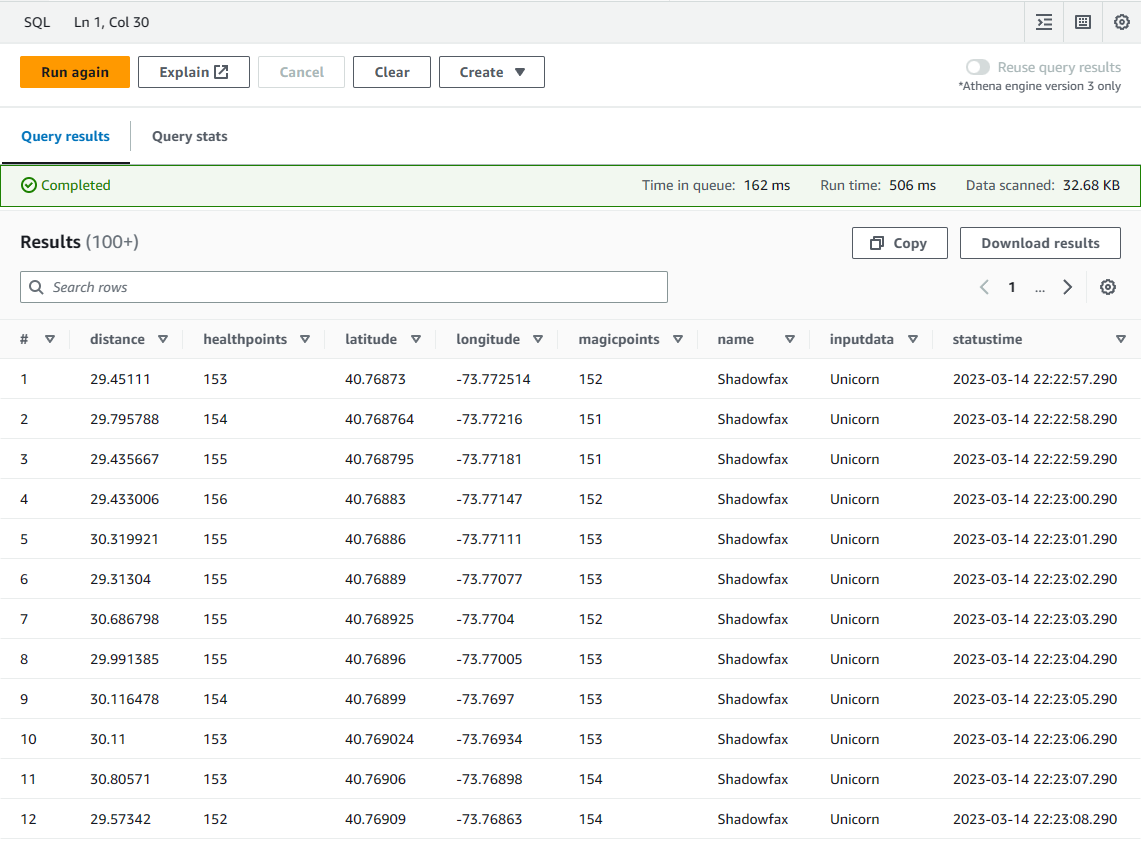 SQL Ln 1, Col 30
Run again Explain Cancel Clear Create Reuse query results
*Athena engine version 3 only
Query results Query stats
Completed Time in queue: 162 ms Run time: 506 ms Data scanned: 32.68 KB
Results (100+) Copy Download results
Search rows 1 ...
# distance healthpoints latitude longitude magicpoints name inputdata statustime
1 29.45111 153 40.76873 -73.772514 152 Shadowfax Unicorn 2023-03-14 22:22:57.290
2 29.795788 154 40.768764 -73.77216 151 Shadowfax Unicorn 2023-03-14 22:22:58.290
3 29.435667 155 40.768795 -73.77181 151 Shadowfax Unicorn 2023-03-14 22:22:59.290
4 29.433006 156 40.76883 -73.77147 152 Shadowfax Unicorn 2023-03-14 22:23:00.290
5 30.319921 155 40.76886 -73.77111 153 Shadowfax Unicorn 2023-03-14 22:23:01.290
6 29.31304 155 40.76889 -73.77077 153 Shadowfax Unicorn 2023-03-14 22:23:02.290
7 30.686798 155 40.768925 -73.7704 152 Shadowfax Unicorn 2023-03-14 22:23:03.290
8 29.991385 155 40.76896 -73.77005 153 Shadowfax Unicorn 2023-03-14 22:23:04.290
9 30.116478 154 40.76899 -73.7697 153 Shadowfax Unicorn 2023-03-14 22:23:05.290
10 30.11 153 40.769024 -73.76934 153 Shadowfax Unicorn 2023-03-14 22:23:06.290
11 30.80571 153 40.76906 -73.76898 154 Shadowfax Unicorn 2023-03-14 22:23:07.290
12 29.57342 152 40.76909 -73.76863 154 Shadowfax Unicorn 2023-03-14 22:23:08.290